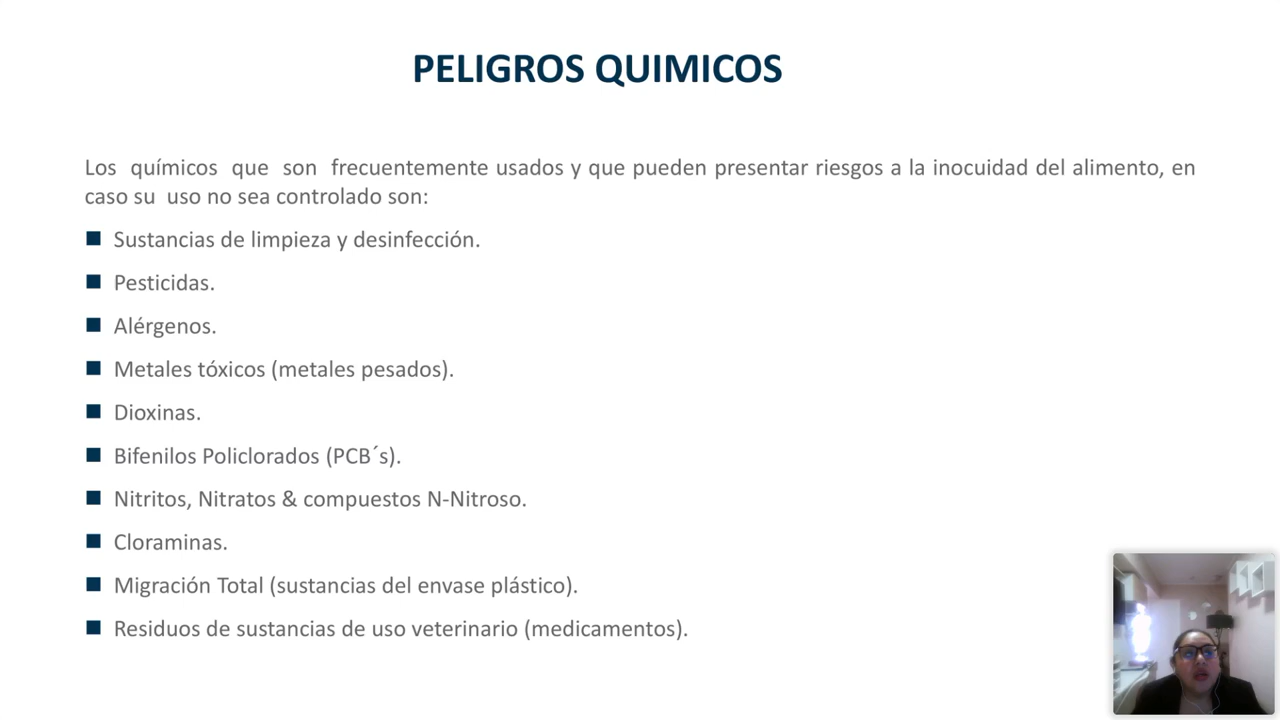 PELIGROS QUIMICOS
Los químicos que son frecuentemente usados y que pueden presentar riesgos a la inocuidad del alimento, en
caso su uso no sea controlado son:
Sustancias de limpieza y desinfección.
Pesticidas.
Alérgenos.
Metales tóxicos (metales pesados).
Dioxinas.
Bifenilos Policlorados (PCB´s).
Nitritos, Nitratos & compuestos N-Nitroso.
Cloraminas.
Migración Total (sustancias del envase plástico).
Residuos de sustancias de uso veterinario (medicamentos).